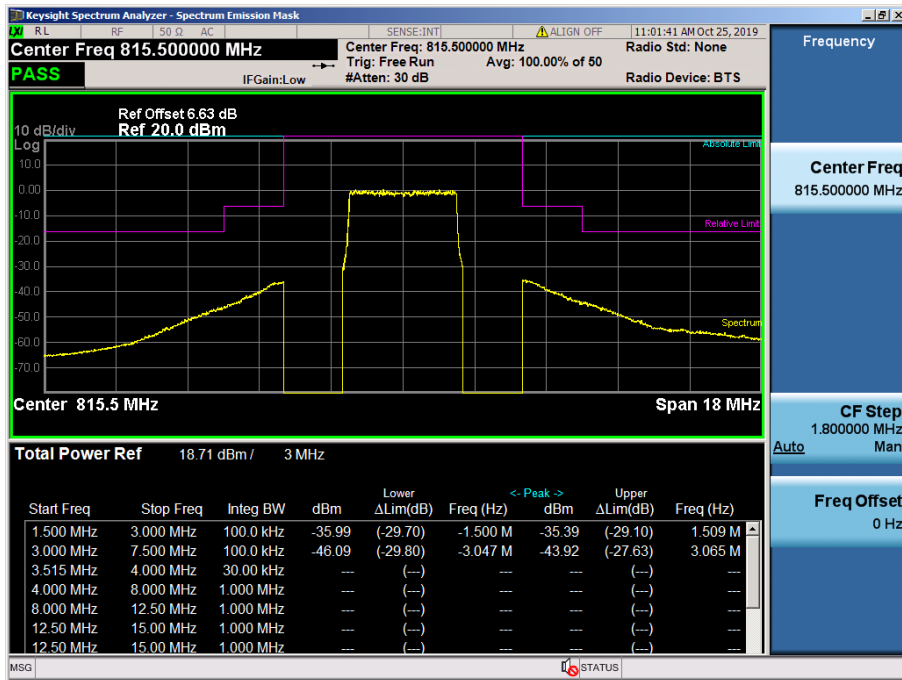 Keysight Spectrum Analyzer - Spectrum Emission Mask
LXI RL RF 50 Ω AC SENSE:INT ALIGN OFF 11:01:41 AM Oct 25, 2019
Center Freq 815.500000 MHz
Center Freq: 815.500000 MHz Radio Std: None
Trig: Free Run Avg: 100.00% of 50
PASS
IFGain:Low #Atten: 30 dB Radio Device: BTS
Ref Offset 6.63 dB
10 dB/div Ref 20.0 dBm
Log
Absolute Limit
10.0
0.00
-10.0
Relative Limit
-20.0
-30.0
-40.0
-50.0
Spectrum
-60.0
-70.0
Center 815.5 MHz Span 18 MHz
Total Power Ref 18.71 dBm / 3 MHz
Lower <- Peak -> Upper
Start Freq Stop Freq Integ BW dBm ΔLim(dB) Freq (Hz) dBm ΔLim(dB) Freq (Hz)
1.500 MHz 3.000 MHz 100.0 kHz -35.99 (-29.70) -1.500 M -35.39 (-29.10) 1.509 M
3.000 MHz 7.500 MHz 100.0 kHz -46.09 (-29.80) -3.047 M -43.92 (-27.63) 3.065 M
3.515 MHz 4.000 MHz 30.00 kHz --- (---) --- --- (---) ---
4.000 MHz 8.000 MHz 1.000 MHz --- (---) --- --- (---) ---
8.000 MHz 12.50 MHz 1.000 MHz --- (---) --- --- (---) ---
12.50 MHz 15.00 MHz 1.000 MHz --- (---) --- --- (---) ---
12.50 MHz 15.00 MHz 1.000 MHz --- (---) --- --- (---) ---
MSG STATUS
Frequency
Center Freq
815.500000 MHz
CF Step
1.800000 MHz
Auto Man
Freq Offset
0 Hz